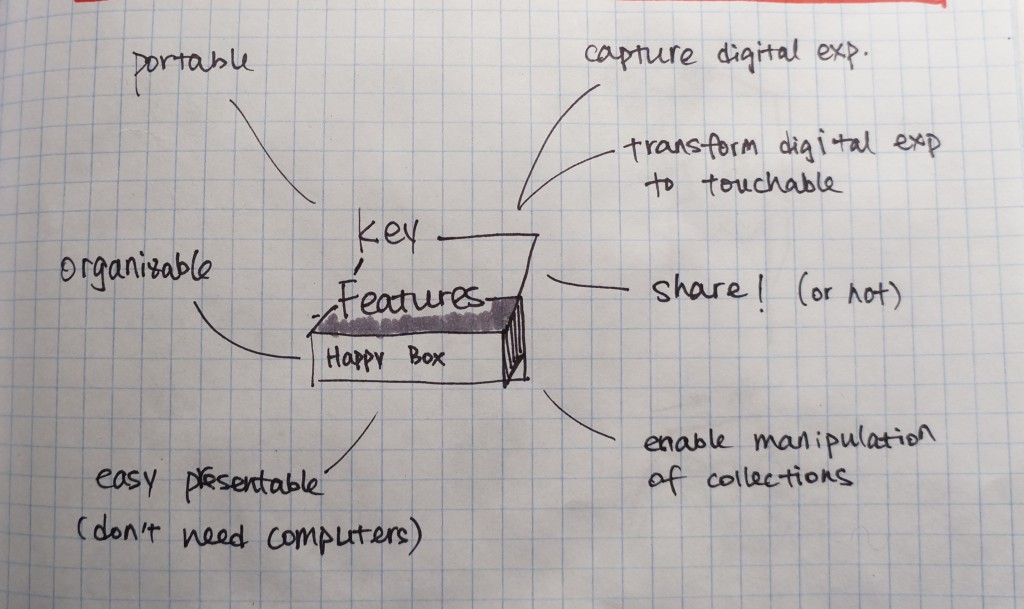 portable
capture digital exp.
transform digital exp
to touchable
Key
Features
Happy Box
organizable
share! (or not)
enable manipulation
of collections
easy presentable
(don't need computers)